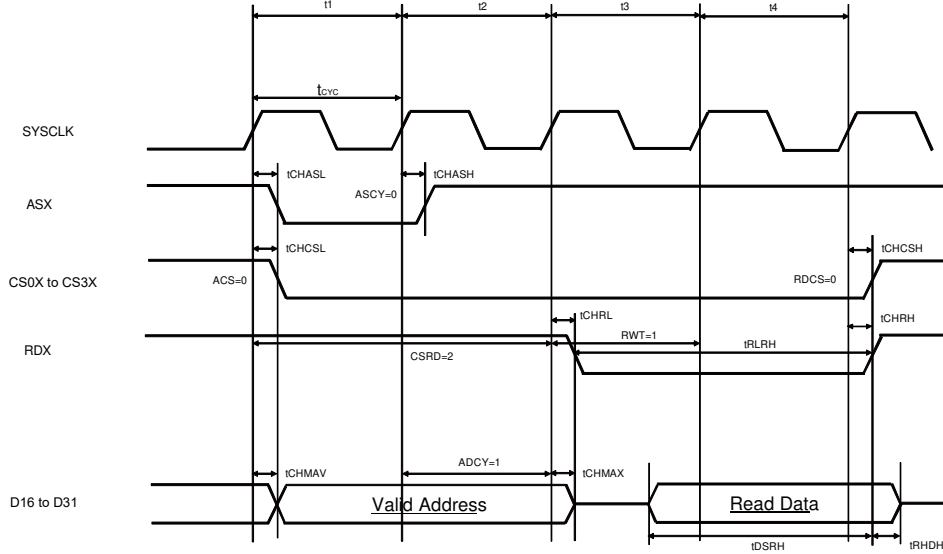 t1 t2 t3 t4
tCYC
SYSCLK
tCHASL ASCY=0 tCHASH
ASX
tCHCSL tCHCSH
CS0X to CS3X ACS=0 RDCS=0
tCHRL tCHRH
RWT=1
RDX tRLRH
CSRD=2
ADCY=1
tCHMAV tCHMAX
D16 to D31 Valid Address Read Data
tDSRH tRHDH